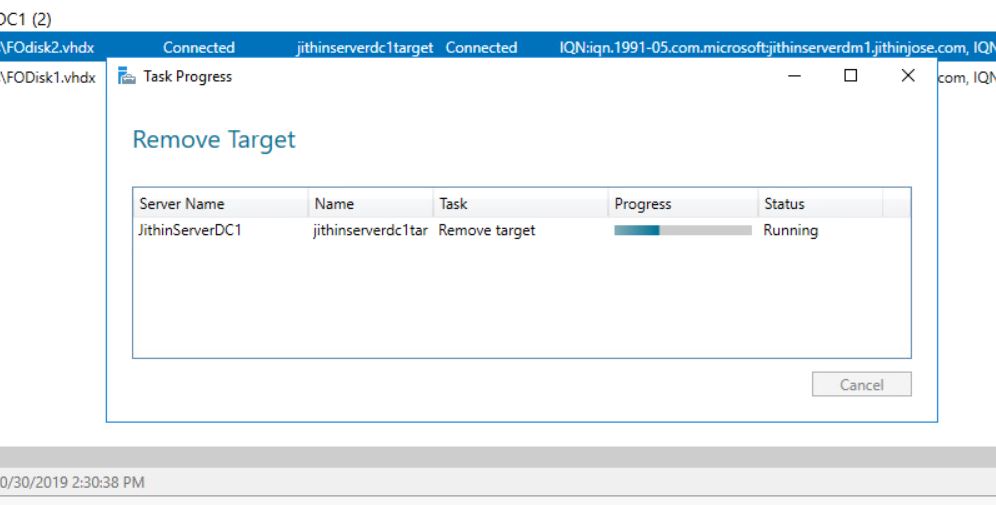 DC1 (2)
\FOdisk2.vhdx Connected jithinserverdc1target Connected IQN:iqn.1991-05.com.microsoft:jithinserverdm1.jithinjose.com, IQN
\FODisk1.vhdx Task Progress com, IQN
Remove Target
Server Name Name Task Progress Status
JithinServerDC1 jithinserverdc1tar Remove target Running
Cancel
0/30/2019 2:30:38 PM